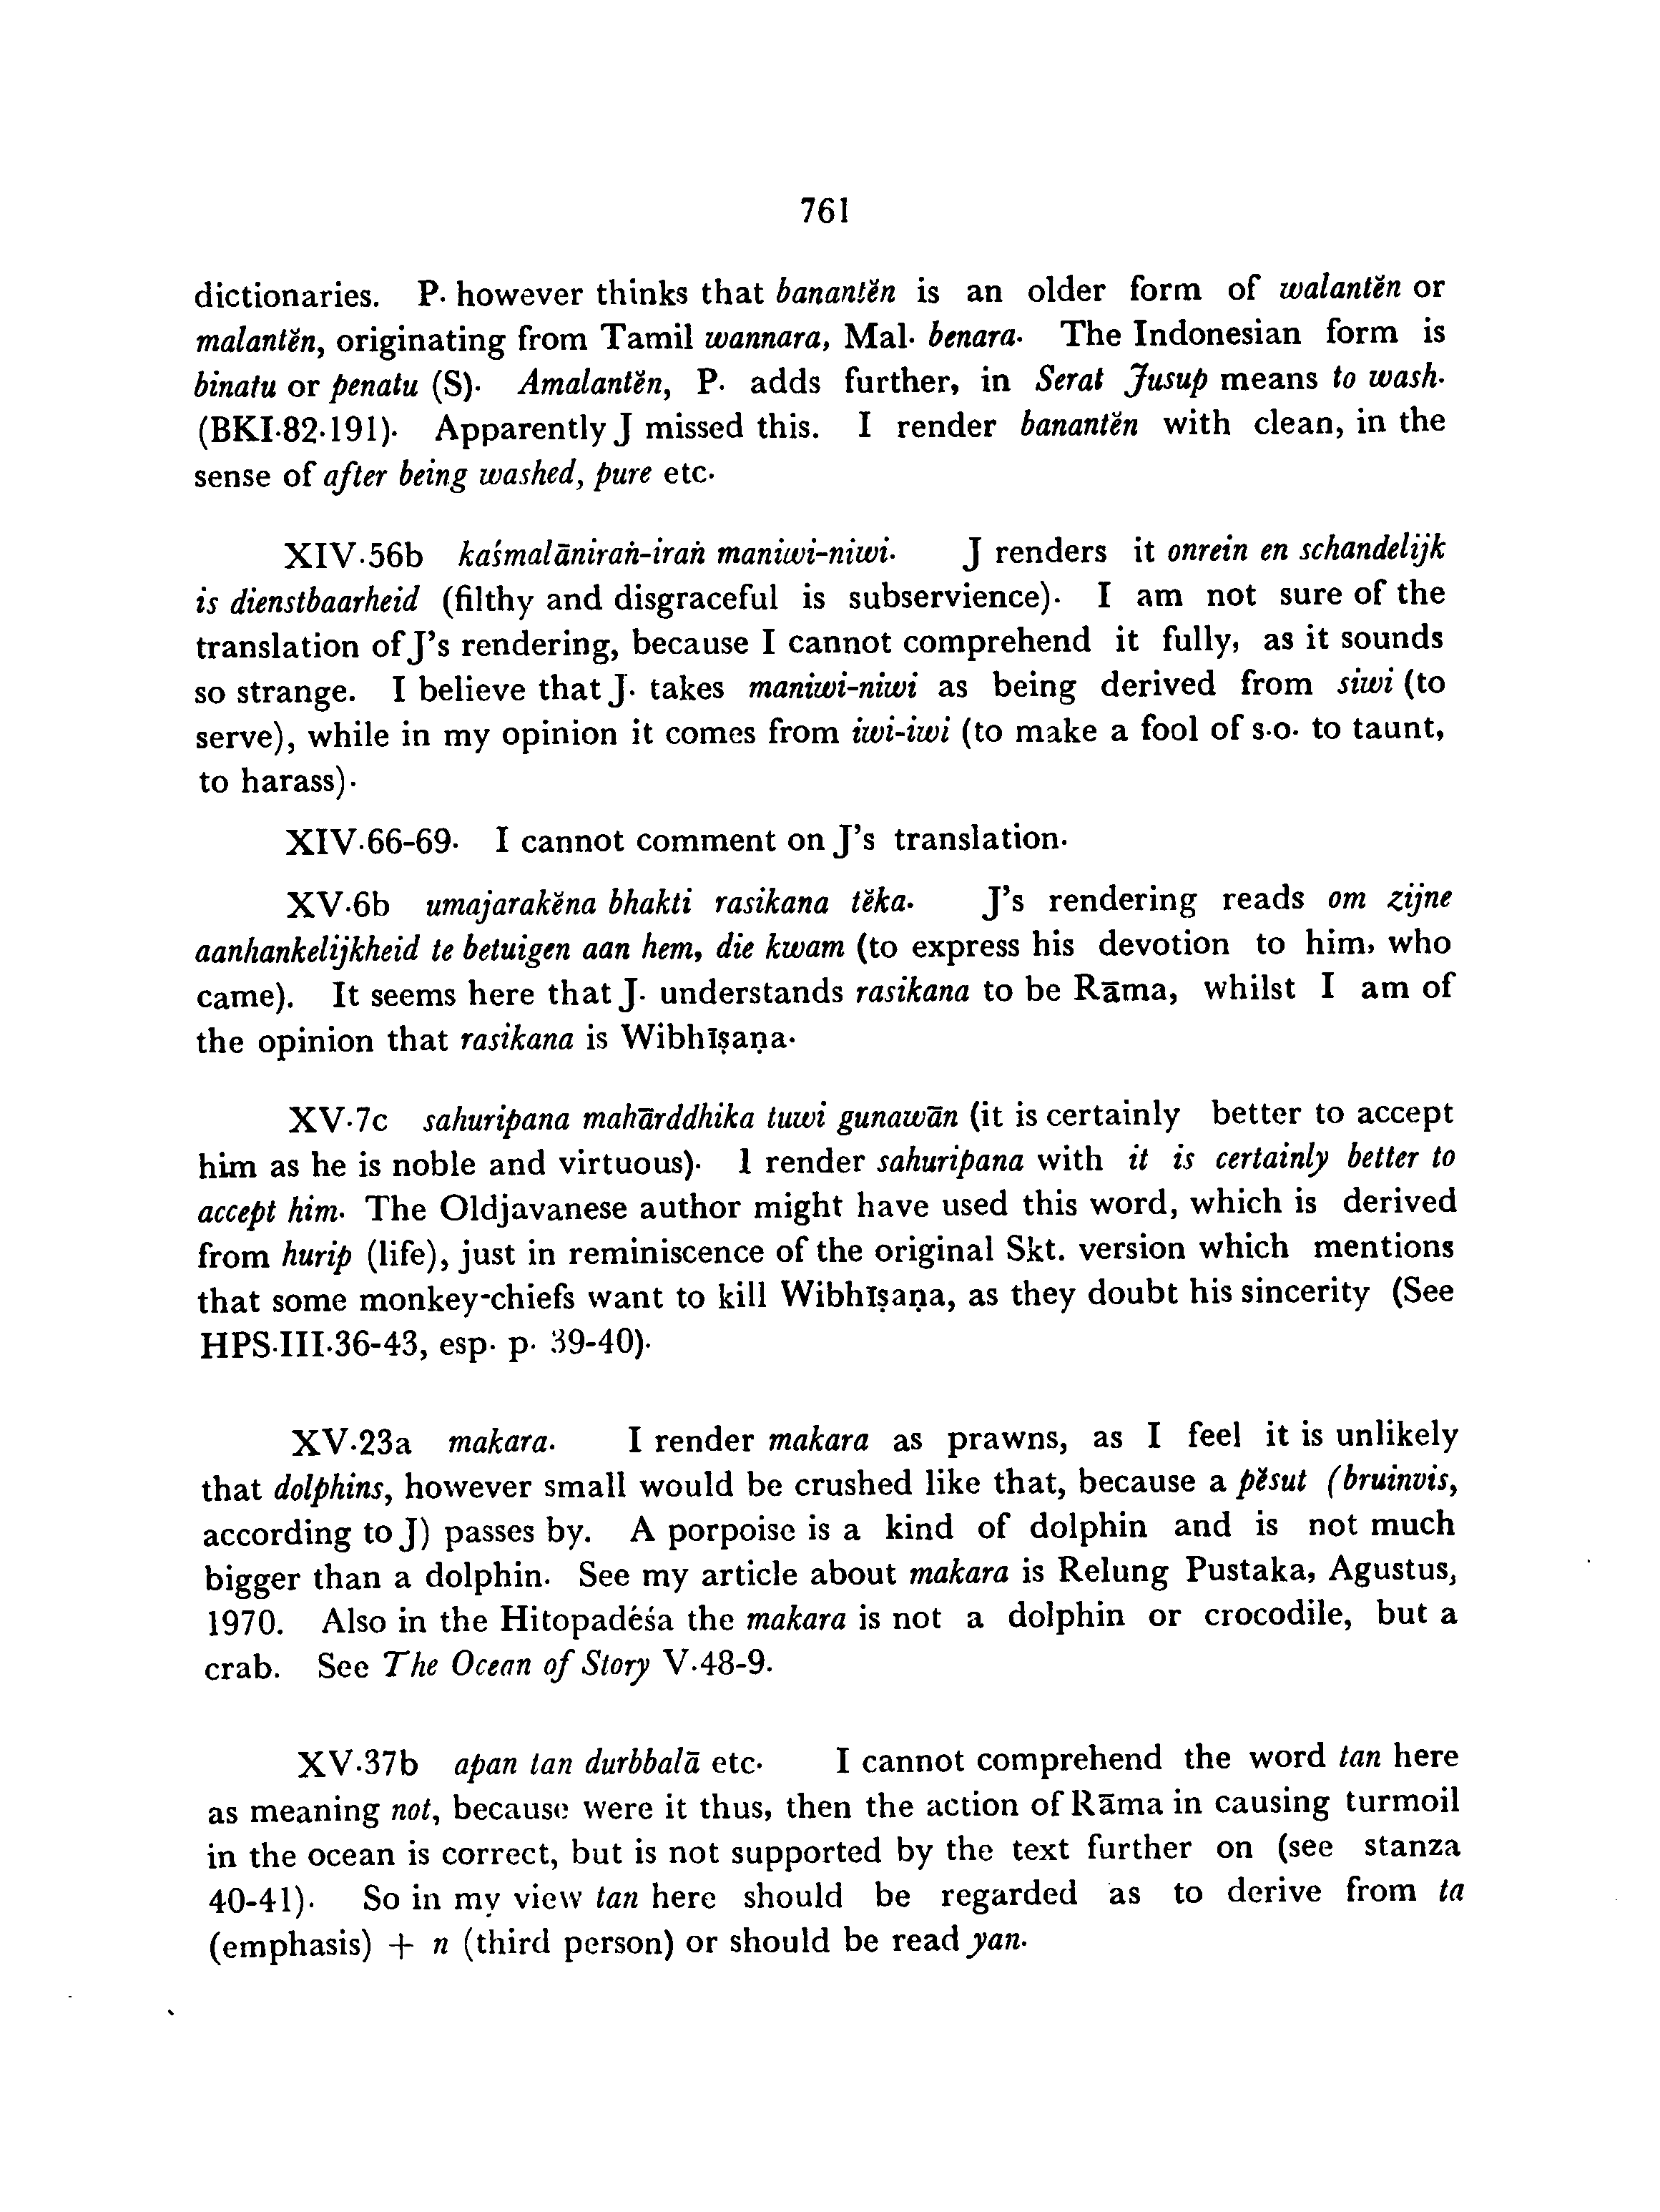 761
dictionaries. P. however thinks that banantĕn is an older form of walantĕn or
malantĕn, originating from Tamil wannara, Mal. benara. The Indonesian form is
binatu or penatu (S). Amalantĕn, P. adds further, in Serat Jusup means to wash.
(BKI.82.191). Apparently J missed this. I render banantĕn with clean, in the
sense of after being washed, pure etc.
XIV.56b kaśmalāniraṅ-iraṅ maniwi-niwi. J renders it onrein en schandelijk
is dienstbaarheid (filthy and disgraceful is subservience). I am not sure of the
translation of J's rendering, because I cannot comprehend it fully, as it sounds
so strange. I believe that J. takes maniwi-niwi as being derived from siwi (to
serve), while in my opinion it comes from iwi-iwi (to make a fool of s.o. to taunt,
to harass).
XIV.66-69. I cannot comment on J's translation.
XV.6b umajarakĕna bhakti rasikana tĕka. J's rendering reads om zijne
aanhankelijkheid te betuigen aan hem, die kwam (to express his devotion to him, who
came). It seems here that J. understands rasikana to be Rāma, whilst I am of
the opinion that rasikana is Wibhīṣaṇa.
XV.7c sahuripana mahārddhika tuwi gunawān (it is certainly better to accept
him as he is noble and virtuous). I render sahuripana with it is certainly better to
accept him. The Oldjavanese author might have used this word, which is derived
from hurip (life), just in reminiscence of the original Skt. version which mentions
that some monkey-chiefs want to kill Wibhīṣaṇa, as they doubt his sincerity (See
HPS.III.36-43, esp. p. 39-40).
XV.23a makara. I render makara as prawns, as I feel it is unlikely
that dolphins, however small would be crushed like that, because a pĕsut (bruinvis,
according to J) passes by. A porpoise is a kind of dolphin and is not much
bigger than a dolphin. See my article about makara is Relung Pustaka, Agustus,
1970. Also in the Hitopadéśa the makara is not a dolphin or crocodile, but a
crab. See The Ocean of Story V.48-9.
XV.37b apan tan durbbalā etc. I cannot comprehend the word tan here
as meaning not, because were it thus, then the action of Rāma in causing turmoil
in the ocean is correct, but is not supported by the text further on (see stanza
40-41). So in my view tan here should be regarded as to derive from ta
(emphasis) + n (third person) or should be read yan.